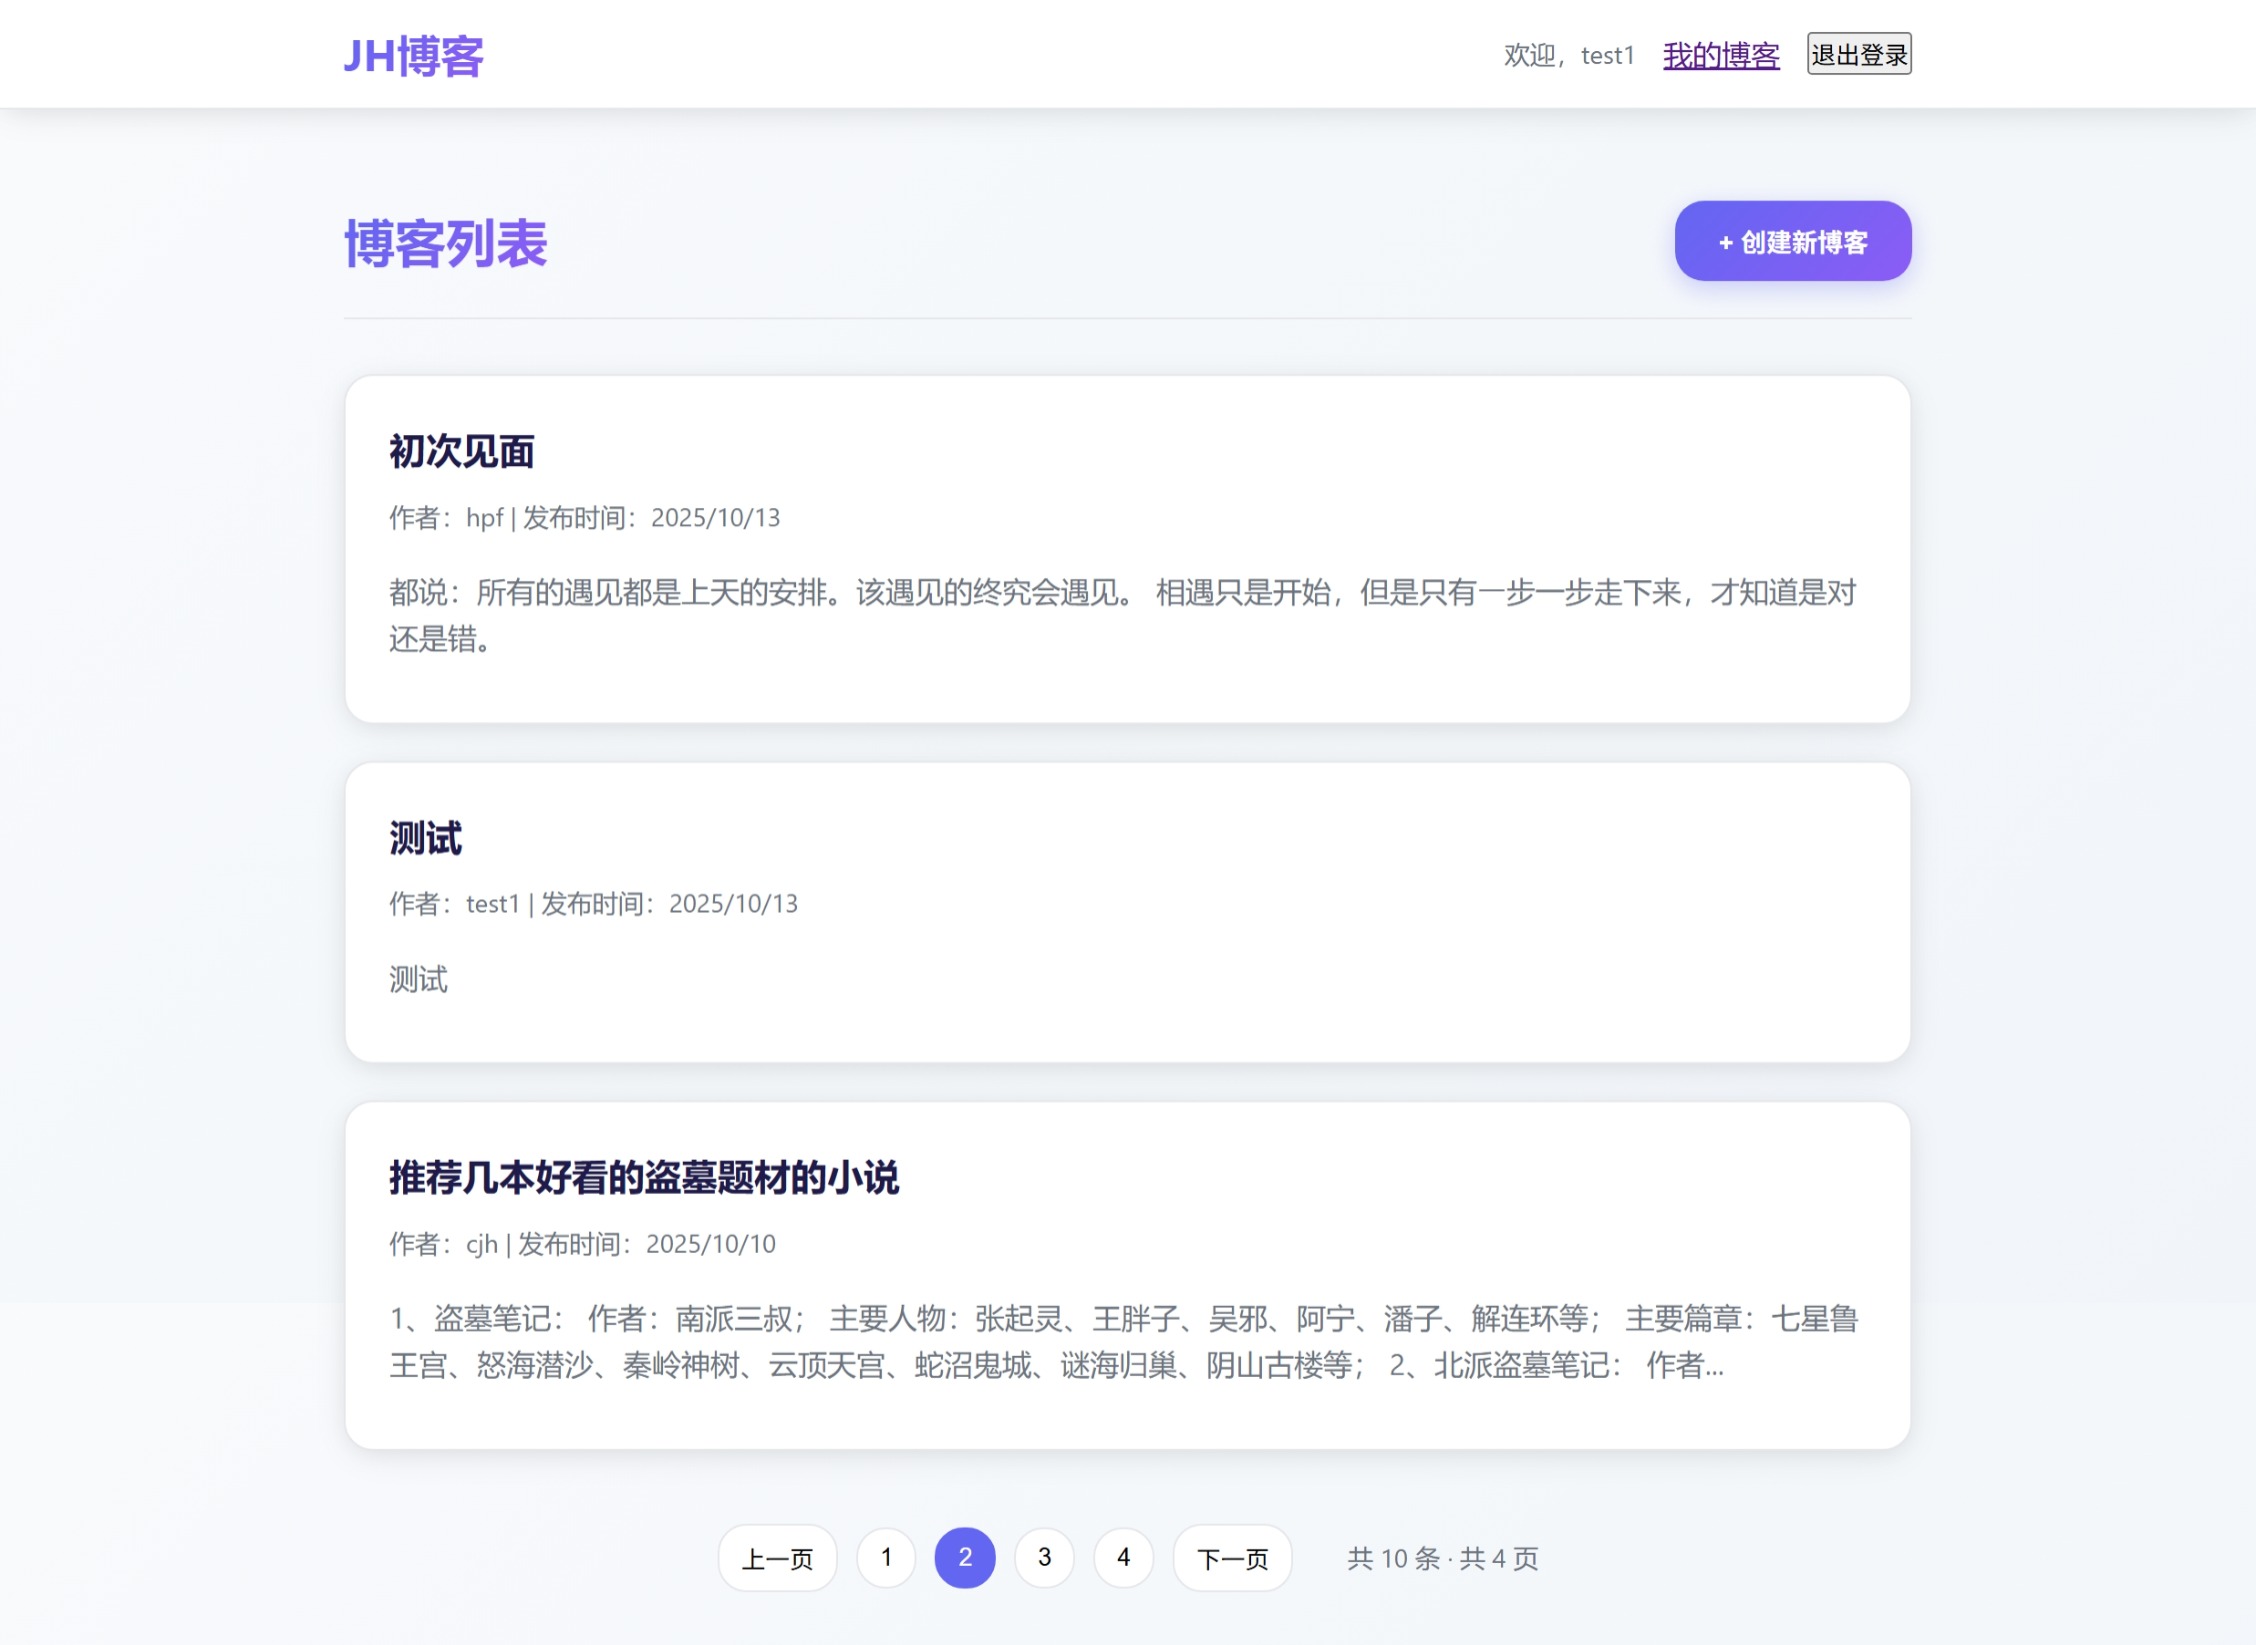 JH博客
欢迎，test1 我的博客 退出登录
博客列表
+ 创建新博客
初次见面
作者：hpf | 发布时间：2025/10/13
都说：所有的遇见都是上天的安排。该遇见的终究会遇见。 相遇只是开始，但是只有一步一步走下来，才知道是对
还是错。
测试
作者：test1 | 发布时间：2025/10/13
测试
推荐几本好看的盗墓题材的小说
作者：cjh | 发布时间：2025/10/10
1、盗墓笔记： 作者：南派三叔； 主要人物：张起灵、王胖子、吴邪、阿宁、潘子、解连环等； 主要篇章：七星鲁
王宫、怒海潜沙、秦岭神树、云顶天宫、蛇沼鬼城、谜海归巢、阴山古楼等； 2、北派盗墓笔记： 作者...
上一页 1 2 3 4 下一页 共 10 条 · 共 4 页